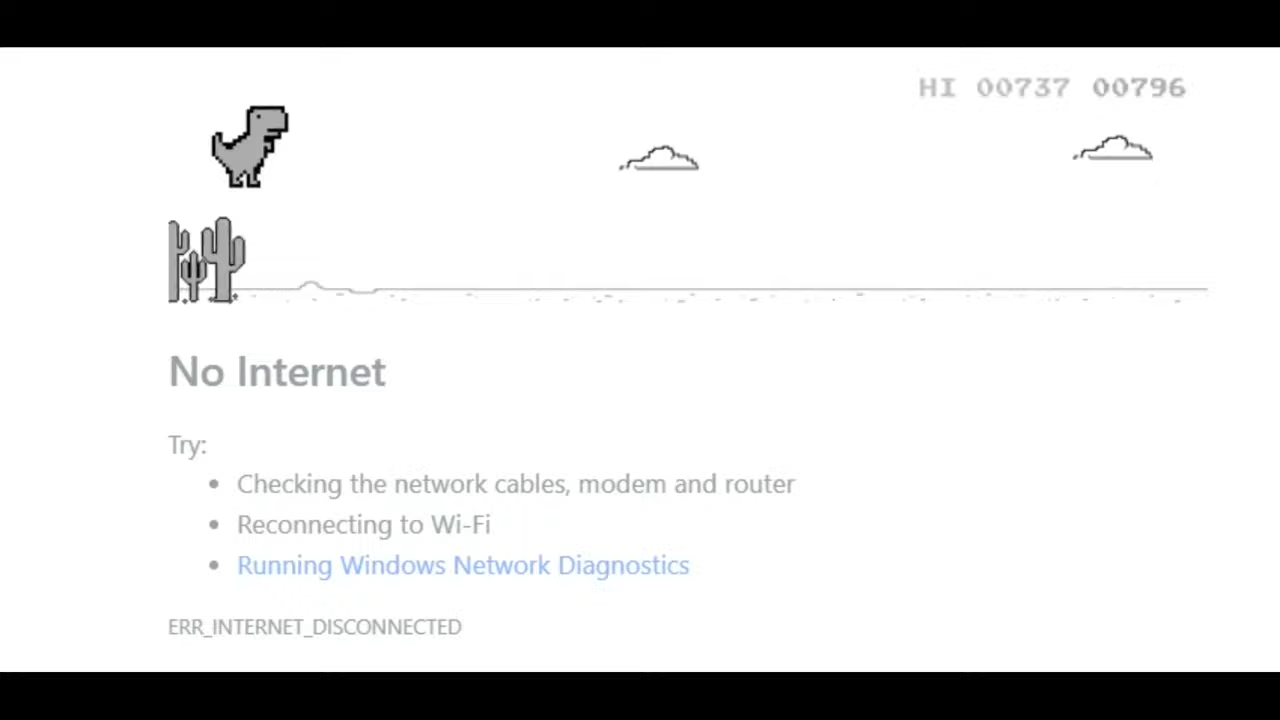 HI 00737 00796
No Internet
Try:
Checking the network cables, modem and router
Reconnecting to Wi-Fi
Running Windows Network Diagnostics
ERR_INTERNET_DISCONNECTED